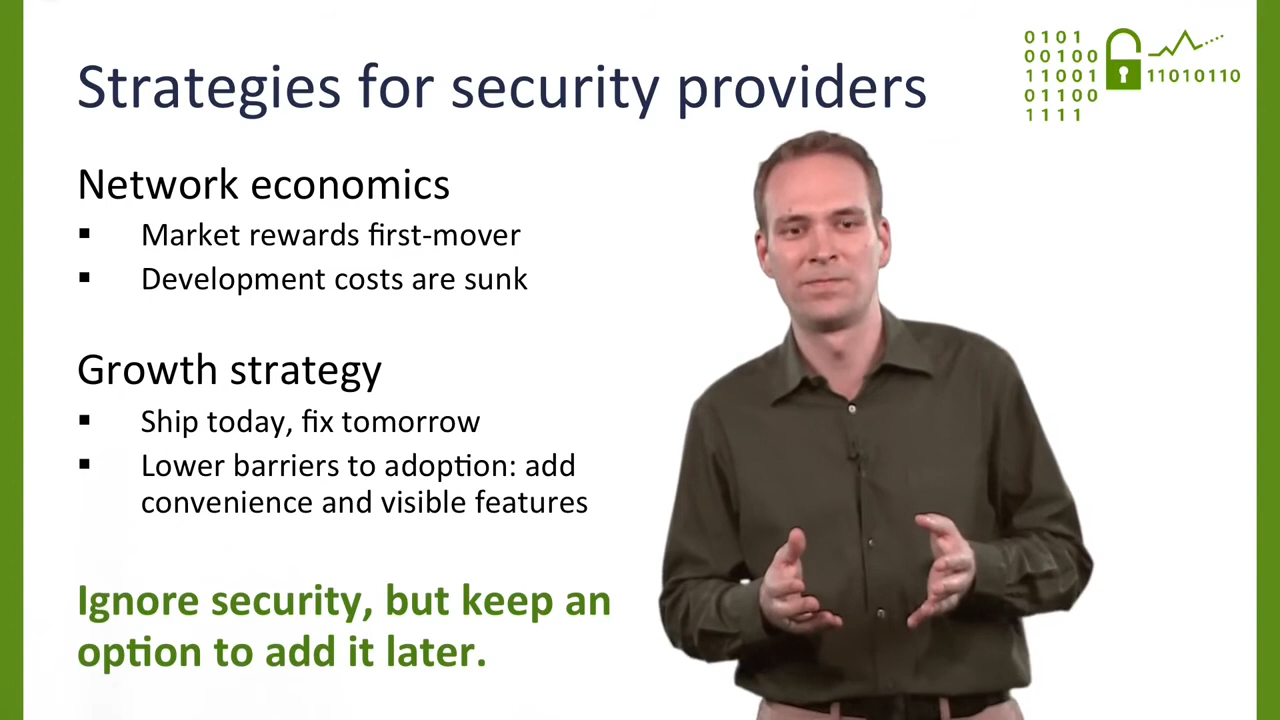 Strategies for security providers
0101
00100
11001
01100
1111
11010110
Network economics
▪ Market rewards first-mover
▪ Development costs are sunk
Growth strategy
▪ Ship today, fix tomorrow
▪ Lower barriers to adoption: add
convenience and visible features
Ignore security, but keep an
option to add it later.